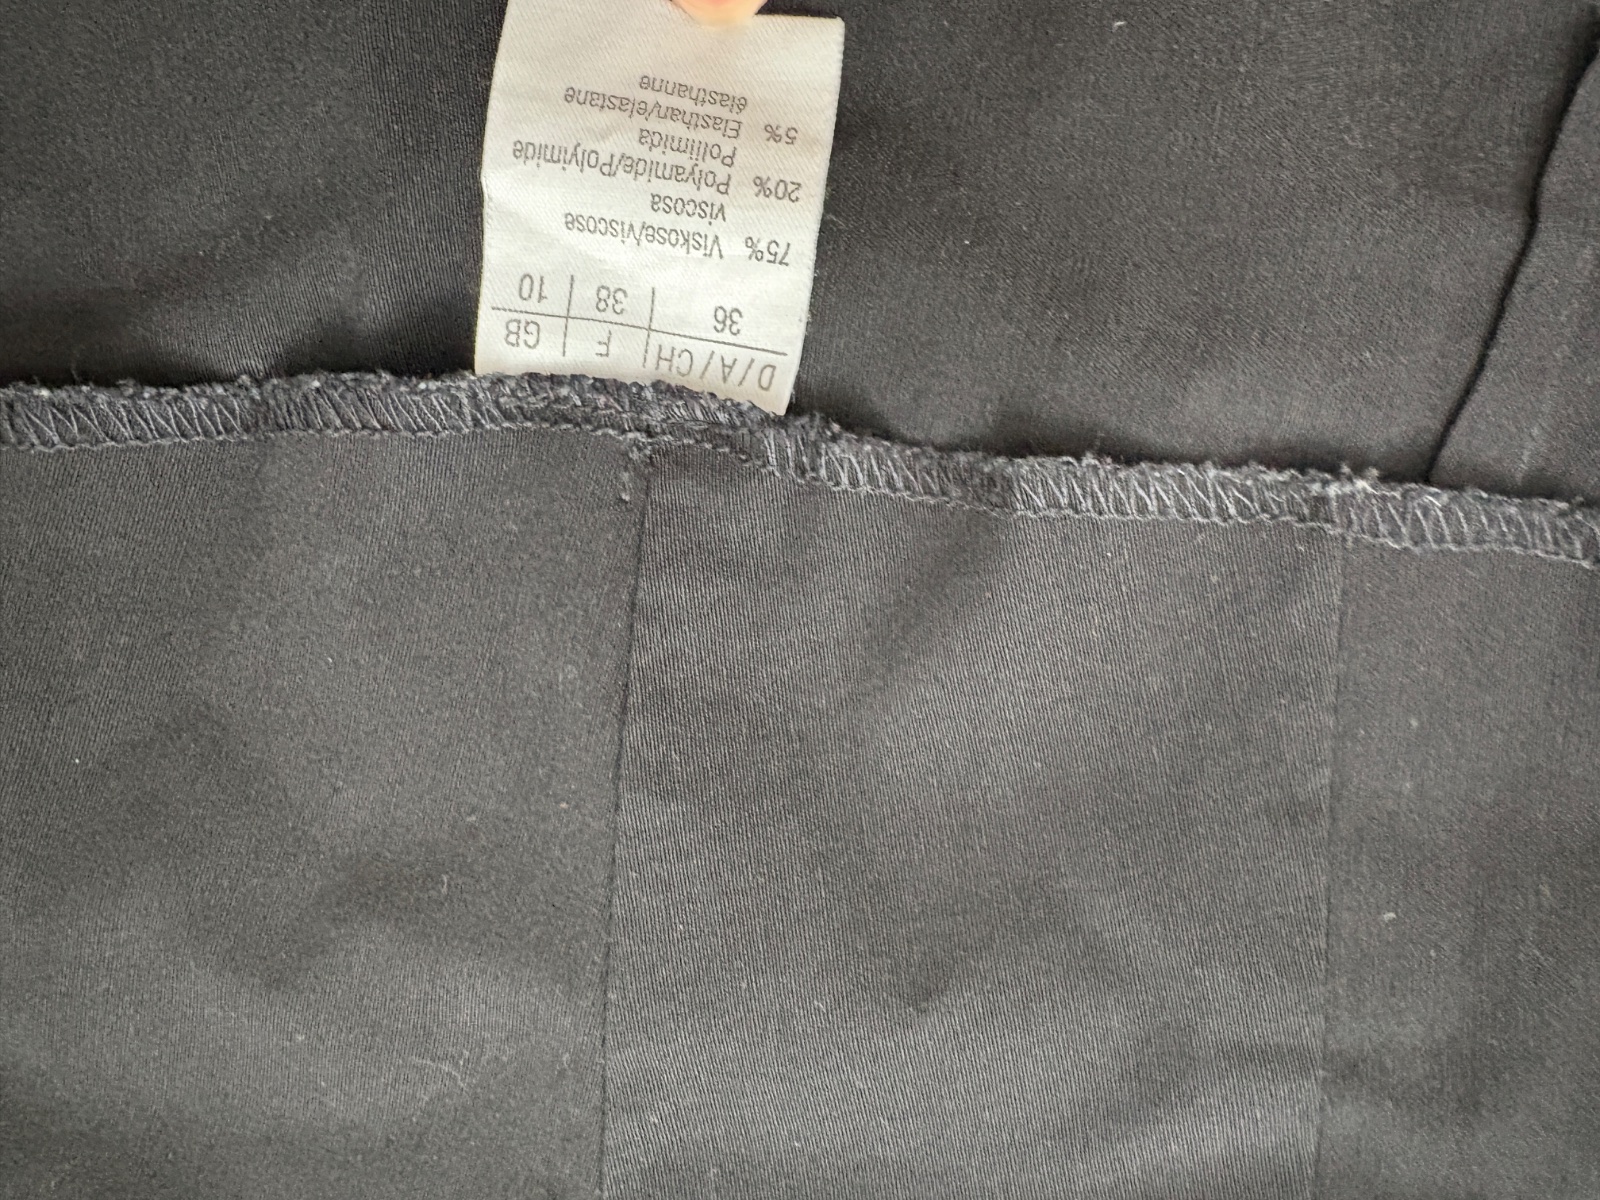 D/A/CH | F | GB
36 | 38 | 10
75% Viskose/viscose
viscosa
20% Polyamide/Polyimide
Poliimida
5% Elasthan/elastane
élasthanne